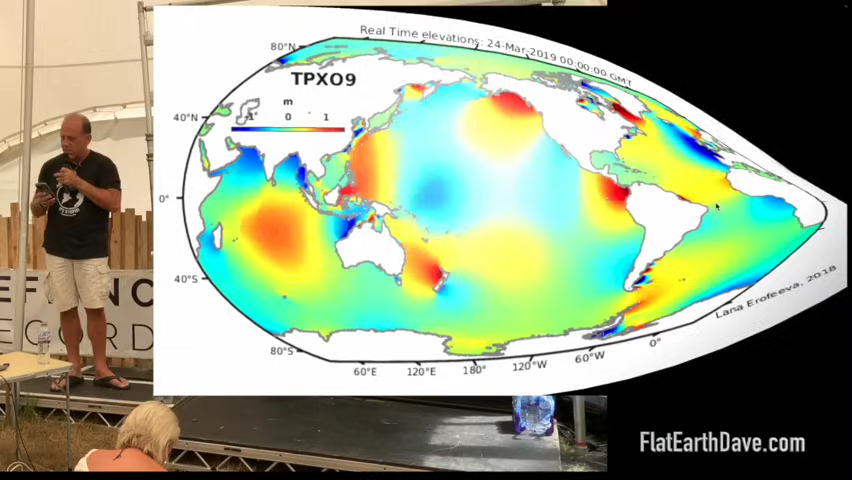 Real Time elevations: 24-Mar-2019 00:00:00 GMT
80°N
TPXO9
m
-1 0 1
40°N
0°
40°S
80°S
60°E 120°E 180° 120°W 60°W 0°
Lana Erofeeva, 2018
FlatEarthDave.com